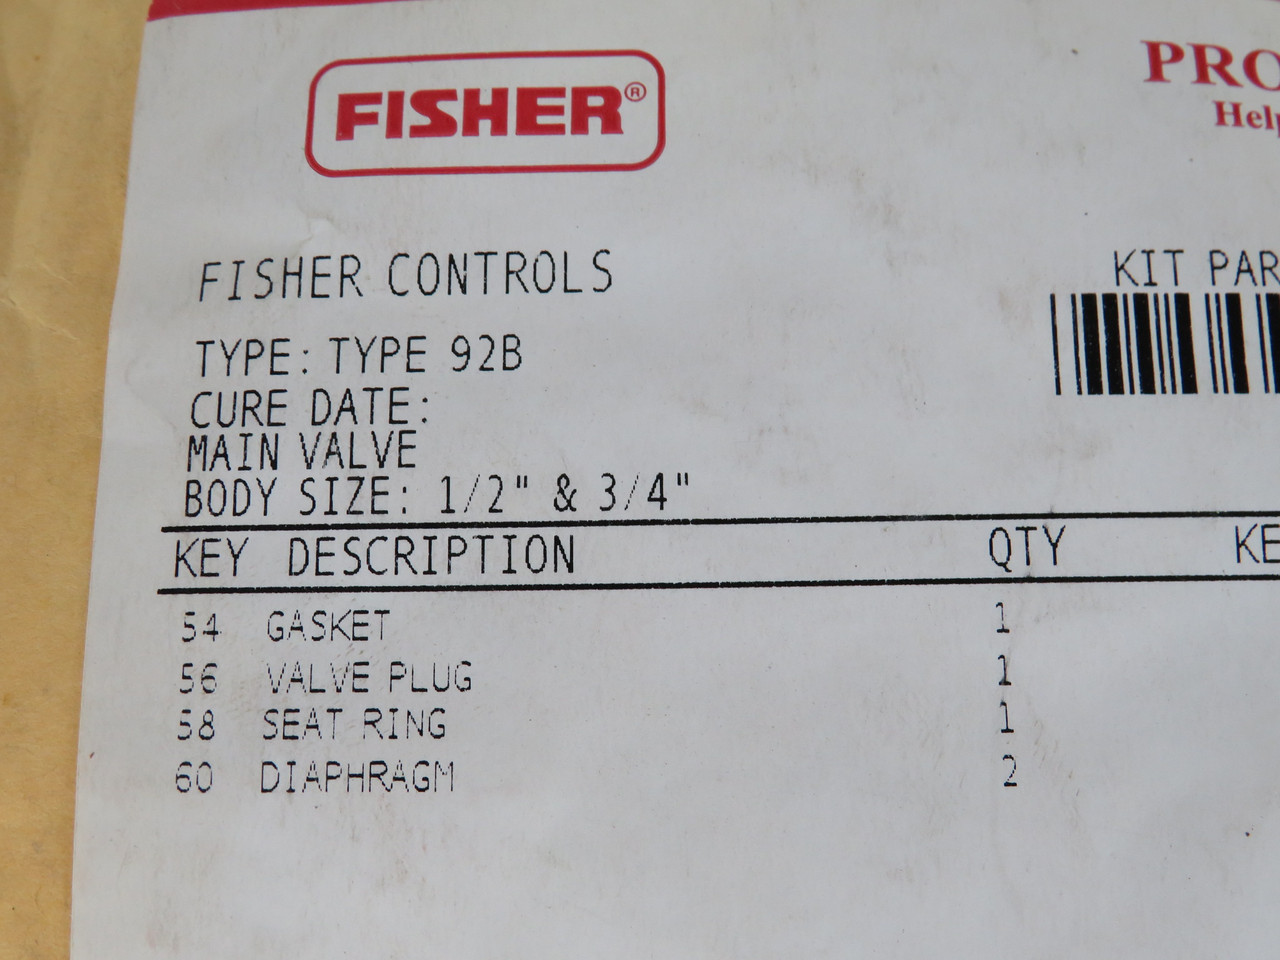 FISHER®
PRO
Help
FISHER CONTROLS
KIT PAR
TYPE: TYPE 92B
CURE DATE:
MAIN VALVE
BODY SIZE: 1/2" & 3/4"
KEY DESCRIPTION QTY KE
54 GASKET 1
56 VALVE PLUG 1
58 SEAT RING 1
60 DIAPHRAGM 2